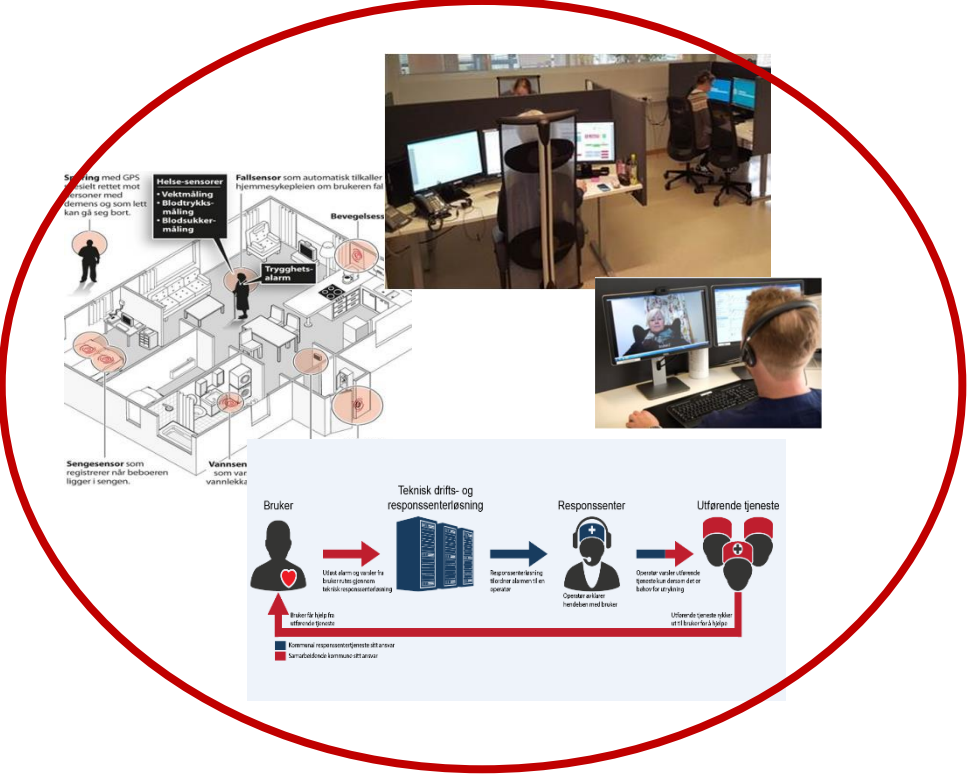 Sporing med GPS
spesielt rettet mot
personer med
demens og som lett
kan gå seg bort.
Helse-sensorer
• Vektmåling
• Blodtrykks-
måling
• Blodsukker-
måling
Fallsensor som automatisk tilkaller
hjemmesykepleien om brukeren fal
Bevegelsess
Trygghets-
alarm
Sengesensor som
registrerer når beboeren
ligger i sengen.
Vannsen
som var
vannlekka
Bruker
Teknisk drifts- og
responssenterløsning
Responssenter
Utførende tjeneste
Utløst alarm og varsler fra
bruker rutes gjennom
teknisk responssenterløsning
Responssenterløsning
tilordner alarmen til en
operatør
Operatør avklarer
hendelsen med bruker
Operatør varsler utførende
tjeneste kun dersom det er
behov for utrykning
Bruker får hjelp fra
utførende tjeneste
Utførende tjeneste rykker
ut til bruker for å hjelpe
Kommunal responssentertjeneste sitt ansvar
Samarbeidende kommune sitt ansvar